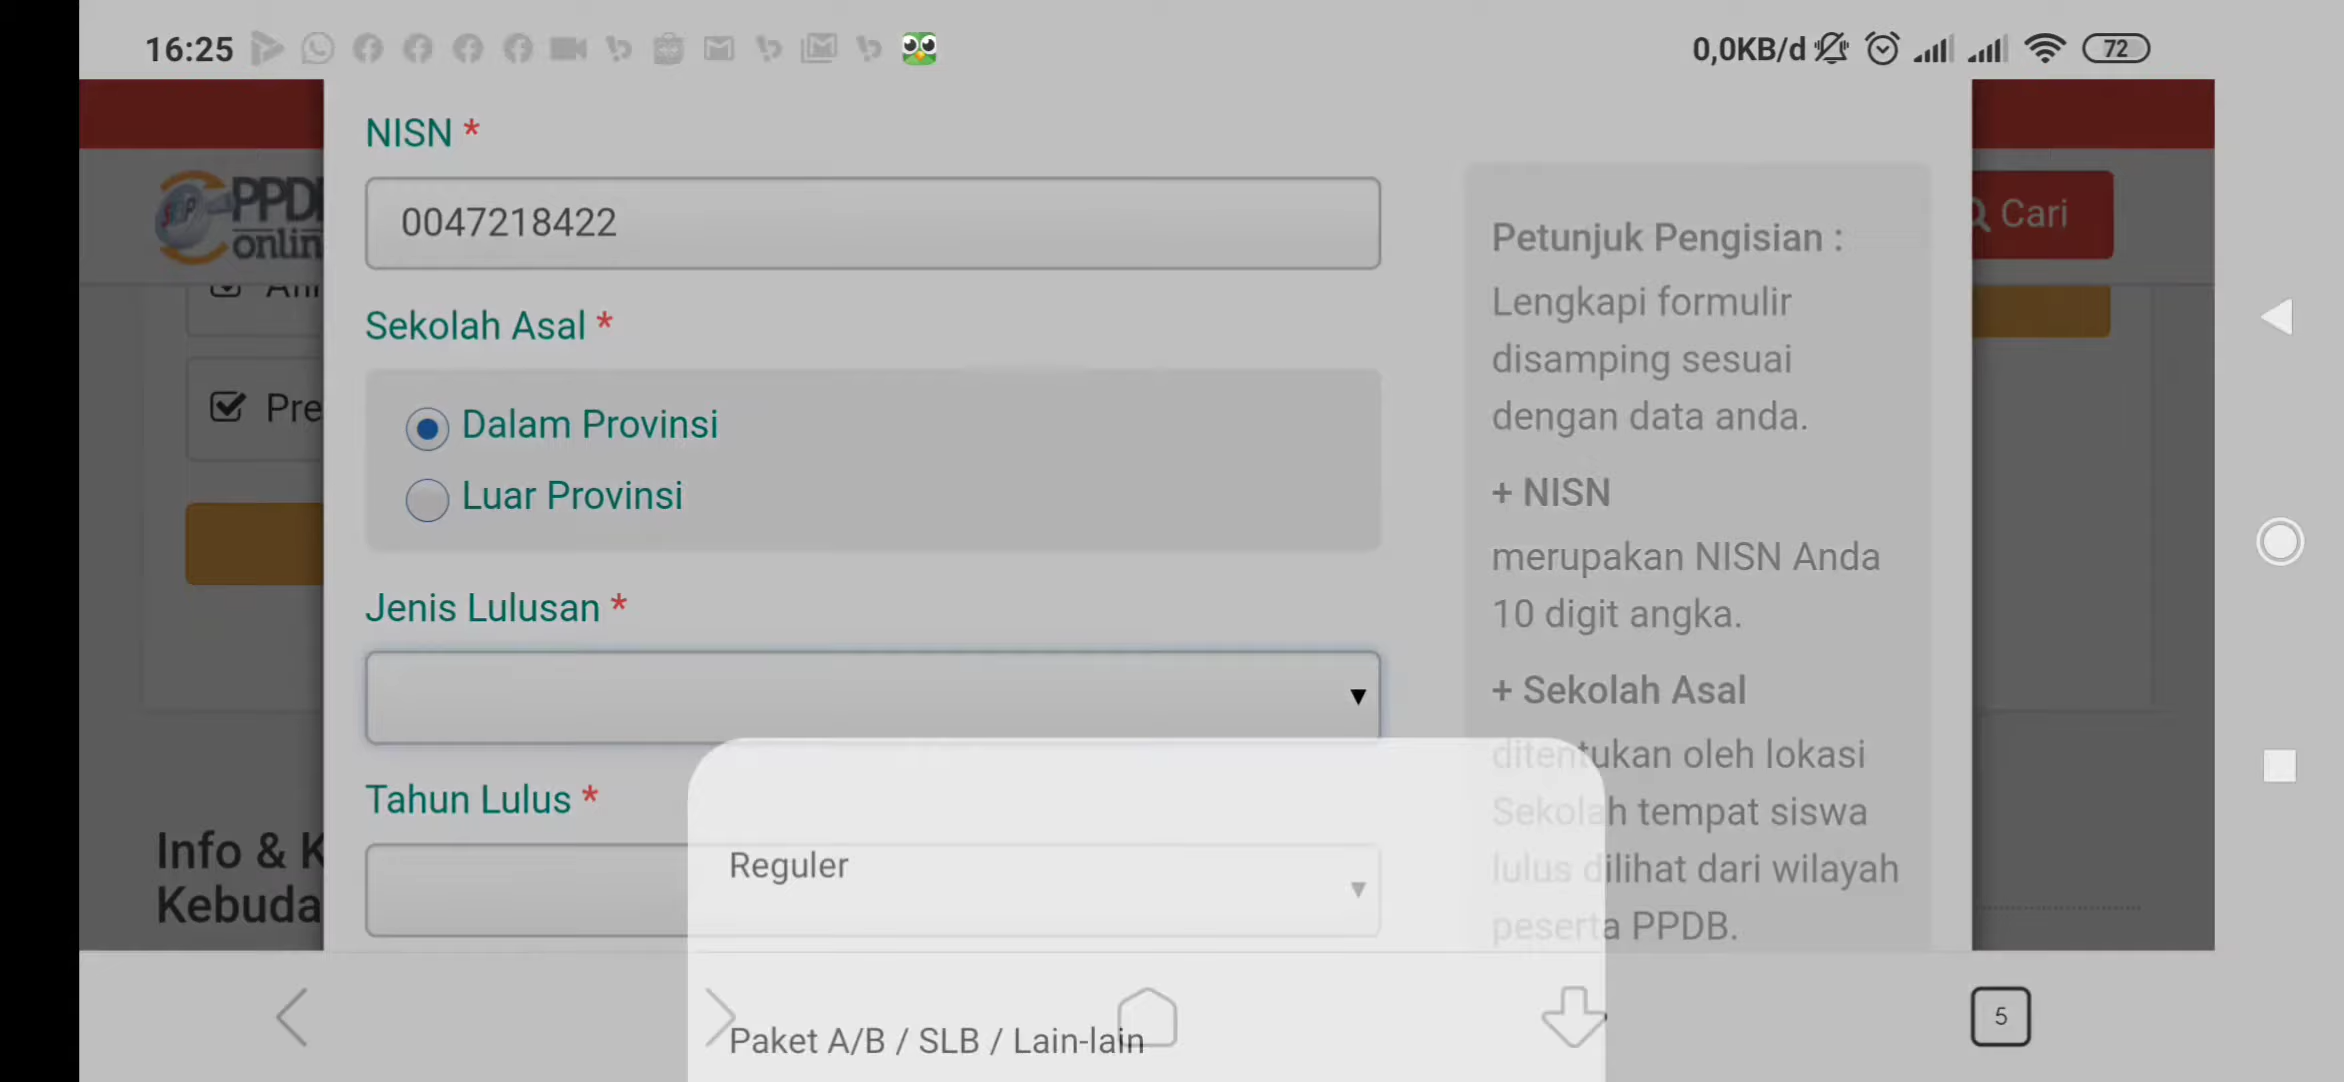 16:25
0,0KB/d
72
NISN *
0047218422
Sekolah Asal *
Dalam Provinsi
Luar Provinsi
Jenis Lulusan *
Tahun Lulus *
Reguler
Paket A/B / SLB / Lain-lain
Petunjuk Pengisian :
Lengkapi formulir
disamping sesuai
dengan data anda.
+ NISN
merupakan NISN Anda
10 digit angka.
+ Sekolah Asal
ditentukan oleh lokasi
Sekolah tempat siswa
lulus dilihat dari wilayah
peserta PPDB.
PPD
onlin
Cari
Pre
Info & K
Kebuda
5